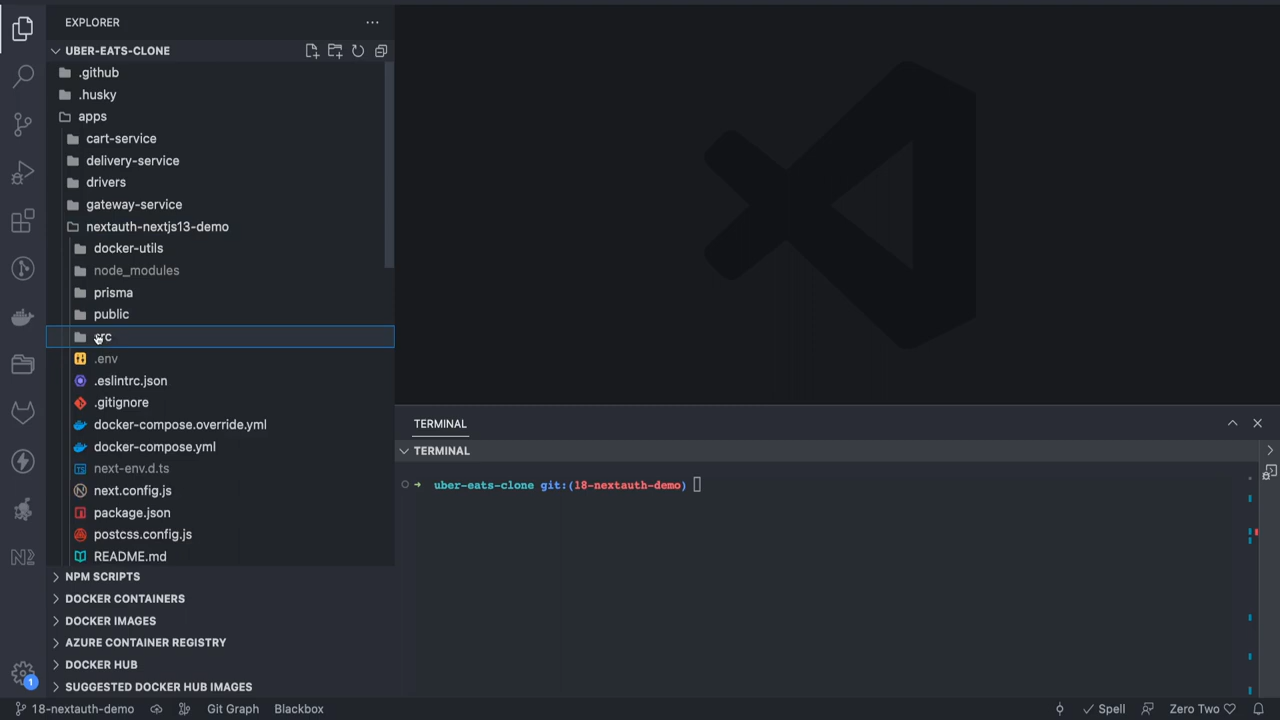 EXPLORER
UBER-EATS-CLONE
.github
.husky
apps
cart-service
delivery-service
drivers
gateway-service
nextauth-nextjs13-demo
docker-utils
node_modules
prisma
public
src
.env
.eslintrc.json
.gitignore
docker-compose.override.yml
docker-compose.yml
next-env.d.ts
next.config.js
package.json
postcss.config.js
README.md
NPM SCRIPTS
DOCKER CONTAINERS
DOCKER IMAGES
AZURE CONTAINER REGISTRY
DOCKER HUB
SUGGESTED DOCKER HUB IMAGES
TERMINAL
TERMINAL
uber-eats-clone git:(18-nextauth-demo)
1
18-nextauth-demo Git Graph Blackbox Spell Zero Two